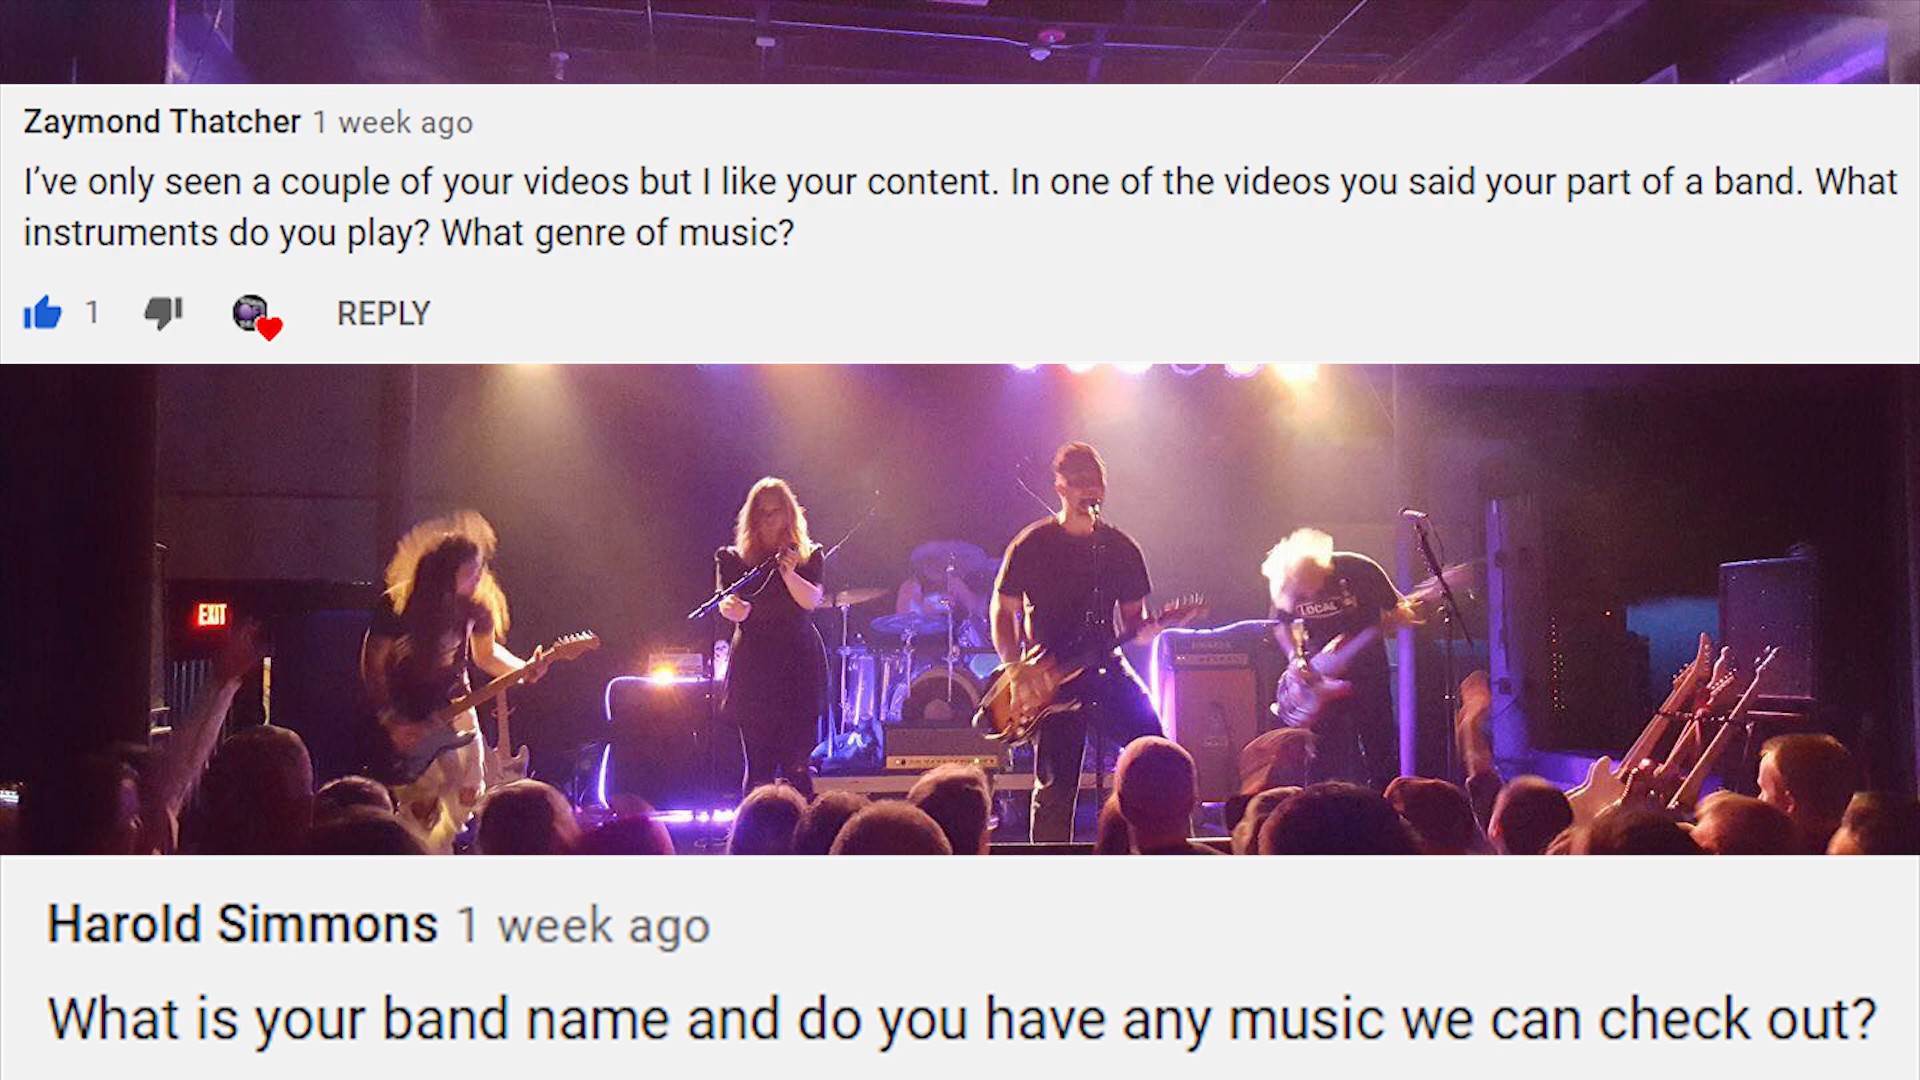 Zaymond Thatcher 1 week ago
I've only seen a couple of your videos but I like your content. In one of the videos you said your part of a band. What
instruments do you play? What genre of music?
1 REPLY
EXIT
LOCAL
Harold Simmons 1 week ago
What is your band name and do you have any music we can check out?